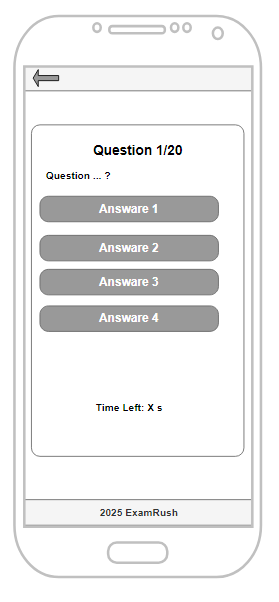 Question 1/20
Question ... ?
Answare 1
Answare 2
Answare 3
Answare 4
Time Left: X s
2025 ExamRush